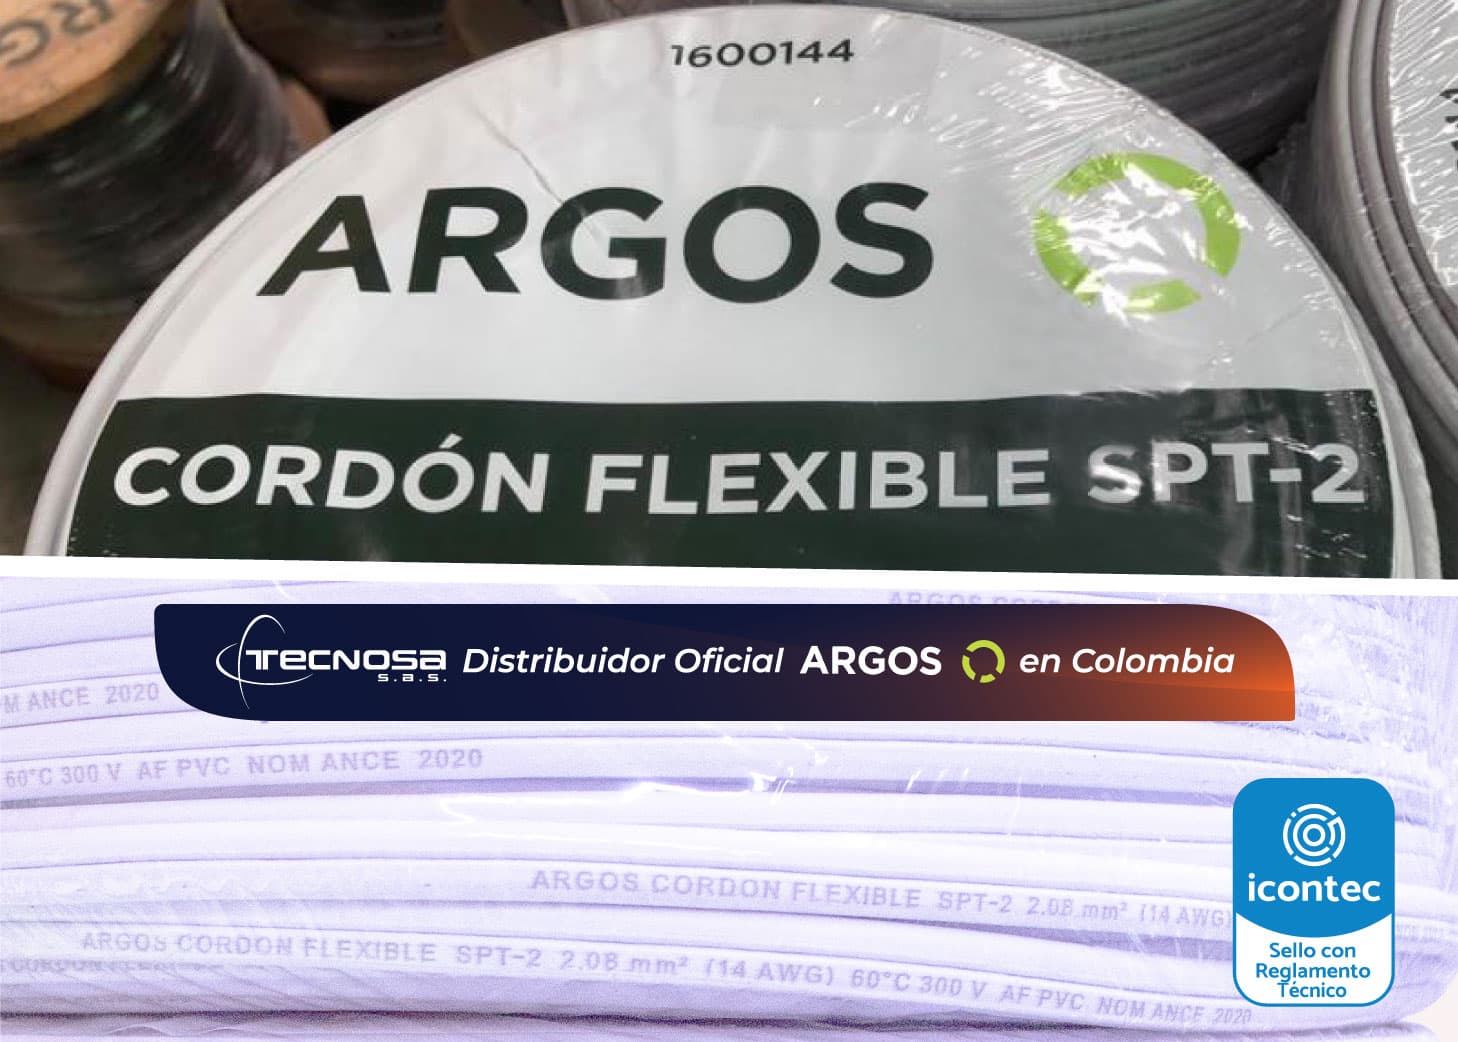 1600144
ARGOS
CORDÓN FLEXIBLE SPT-2
TECNOSA s.a.s. Distribuidor Oficial ARGOS en Colombia
M ANCE 2020
60°C 300 V AF PVC NOM ANCE 2020
ARGOS CORDON FLEXIBLE SPT-2 2.08 mm² (14 AWG)
ARGOS CORDON FLEXIBLE SPT-2 2.08 mm² (14 AWG) 60°C 300 V AF PVC NOM ANCE 2020
icontec
Sello con
Reglamento
Técnico